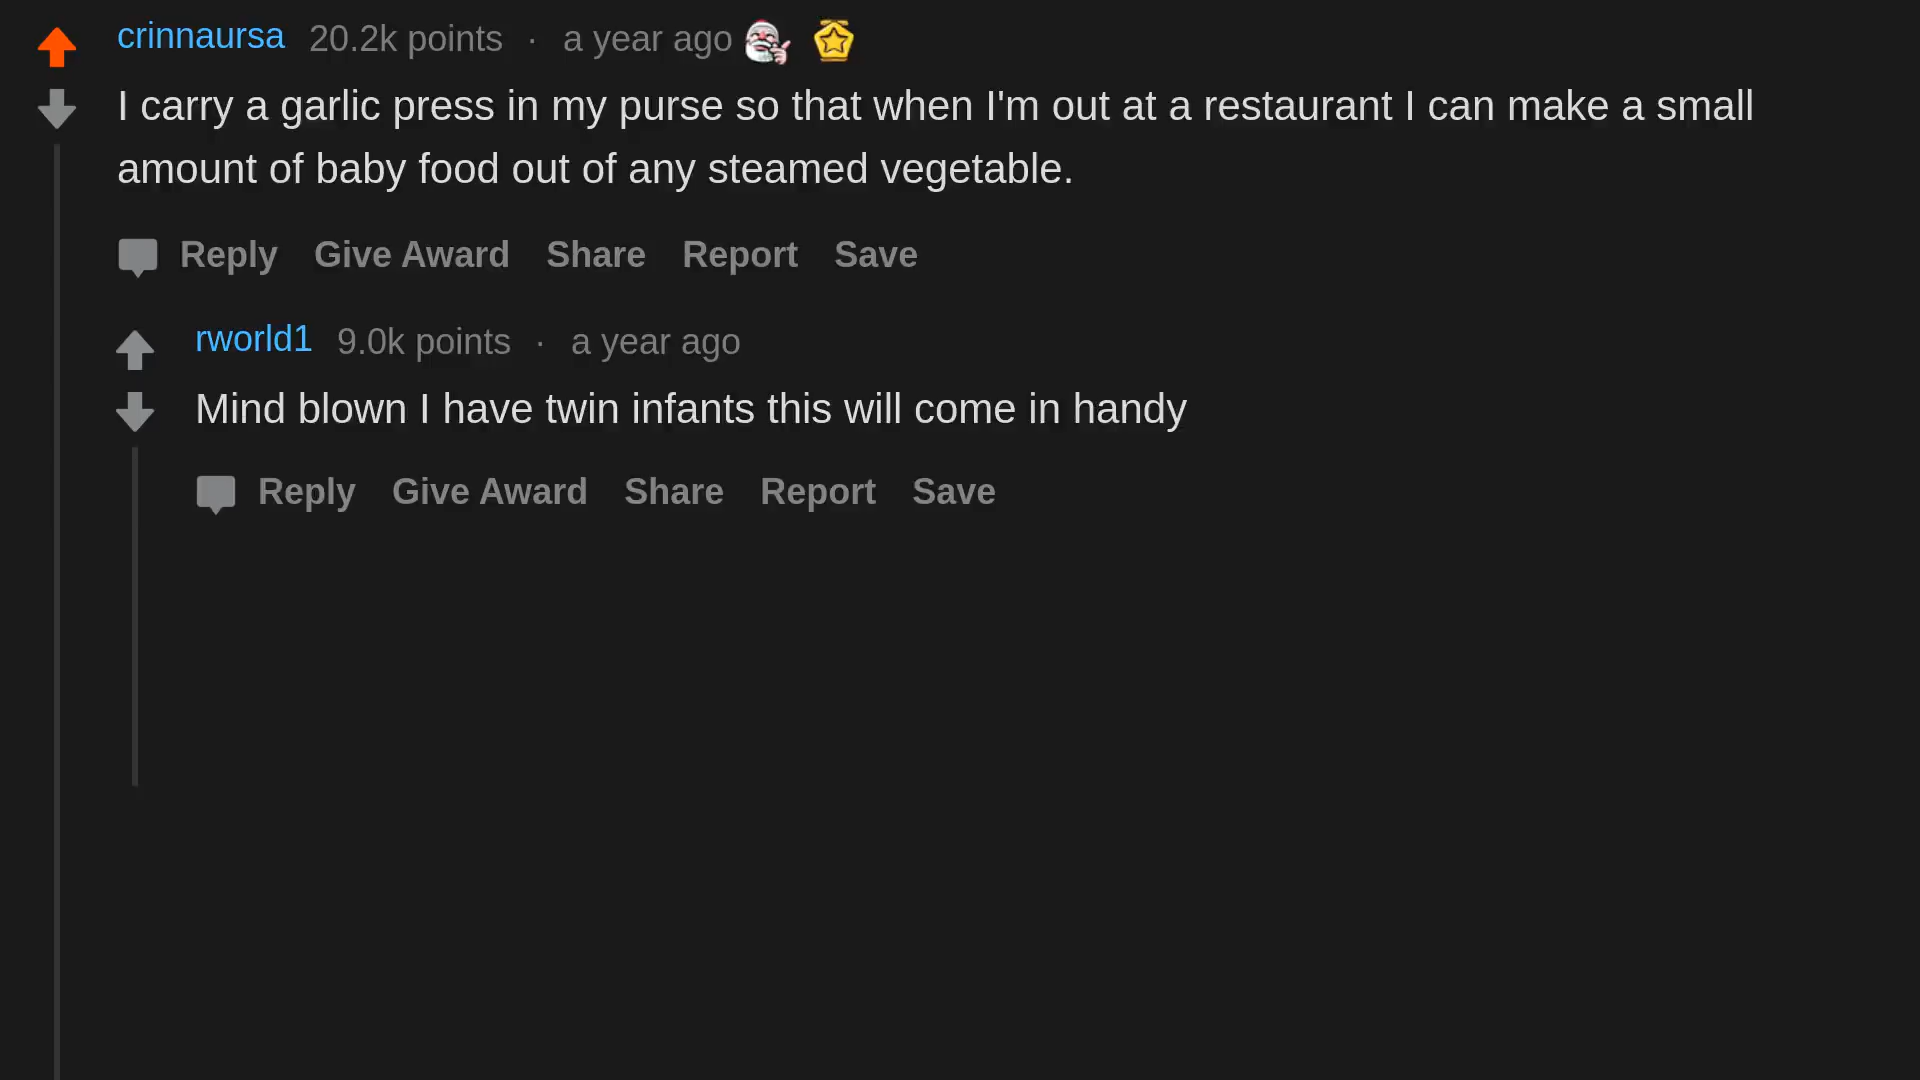 crinnaursa 20.2k points · a year ago
I carry a garlic press in my purse so that when I'm out at a restaurant I can make a small
amount of baby food out of any steamed vegetable.
Reply Give Award Share Report Save
rworld1 9.0k points · a year ago
Mind blown I have twin infants this will come in handy
Reply Give Award Share Report Save